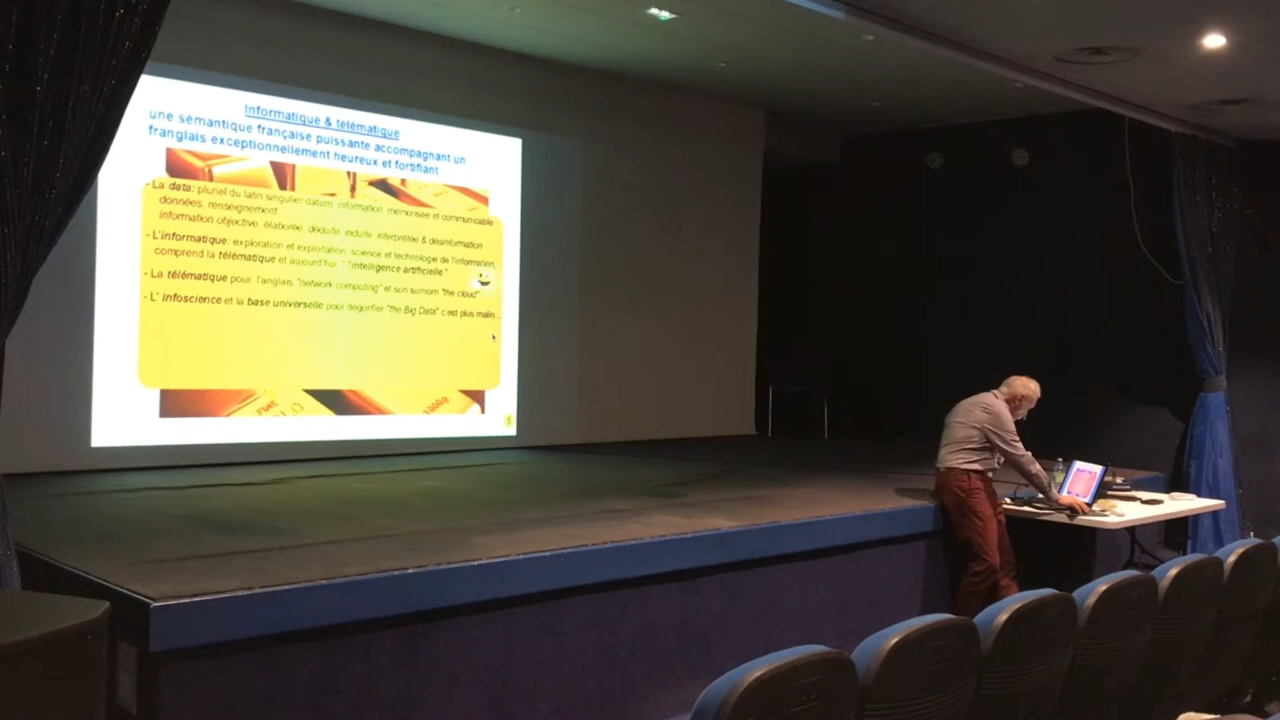 Informatique & télématique
une sémantique française puissante accompagnant un
franglais exceptionnellement heureux et fortifiant
- La data: pluriel du latin singulier datum, information mémorisée et communicable
données, renseignement
information objective, élaborée, déduite, induite, interprétée & désinformation
- L'informatique: exploration et exploitation, science et technologie de l'information,
comprend la télématique et aujourd'hui " l'intelligence artificielle "
- La télématique pour l'anglais "network computing" et son surnom "the cloud"
- L' infoscience et la base universelle pour dégonfler "the Big Data" c'est plus malin...
1000g
5